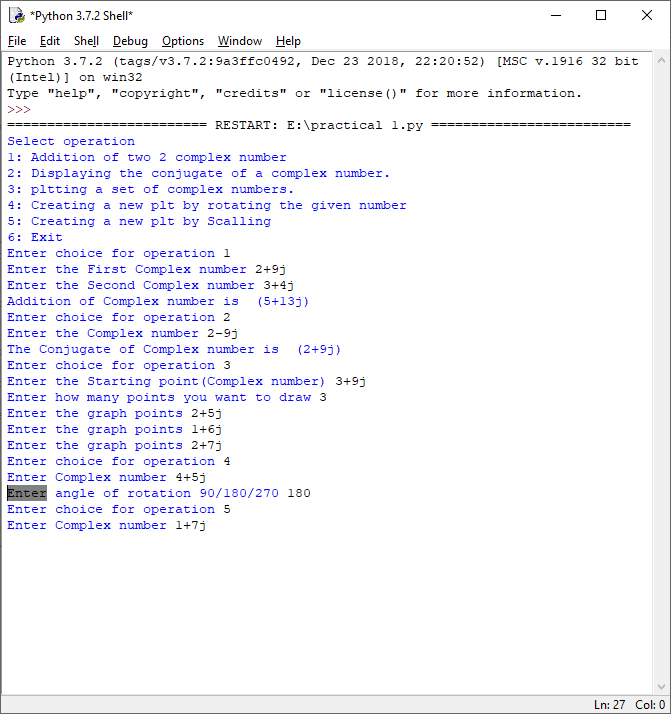 *Python 3.7.2 Shell*
File Edit Shell Debug Options Window Help
Python 3.7.2 (tags/v3.7.2:9a3ffc0492, Dec 23 2018, 22:20:52) [MSC v.1916 32 bit
(Intel)] on win32
Type "help", "copyright", "credits" or "license()" for more information.
>>>
========================= RESTART: E:\practical 1.py =========================
Select operation
1: Addition of two 2 complex number
2: Displaying the conjugate of a complex number.
3: pltting a set of complex numbers.
4: Creating a new plt by rotating the given number
5: Creating a new plt by Scalling
6: Exit
Enter choice for operation 1
Enter the First Complex number 2+9j
Enter the Second Complex number 3+4j
Addition of Complex number is  (5+13j)
Enter choice for operation 2
Enter the Complex number 2-9j
The Conjugate of Complex number is  (2+9j)
Enter choice for operation 3
Enter the Starting point(Complex number) 3+9j
Enter how many points you want to draw 3
Enter the graph points 2+5j
Enter the graph points 1+6j
Enter the graph points 2+7j
Enter choice for operation 4
Enter Complex number 4+5j
Enter angle of rotation 90/180/270 180
Enter choice for operation 5
Enter Complex number 1+7j
Ln: 27 Col: 0